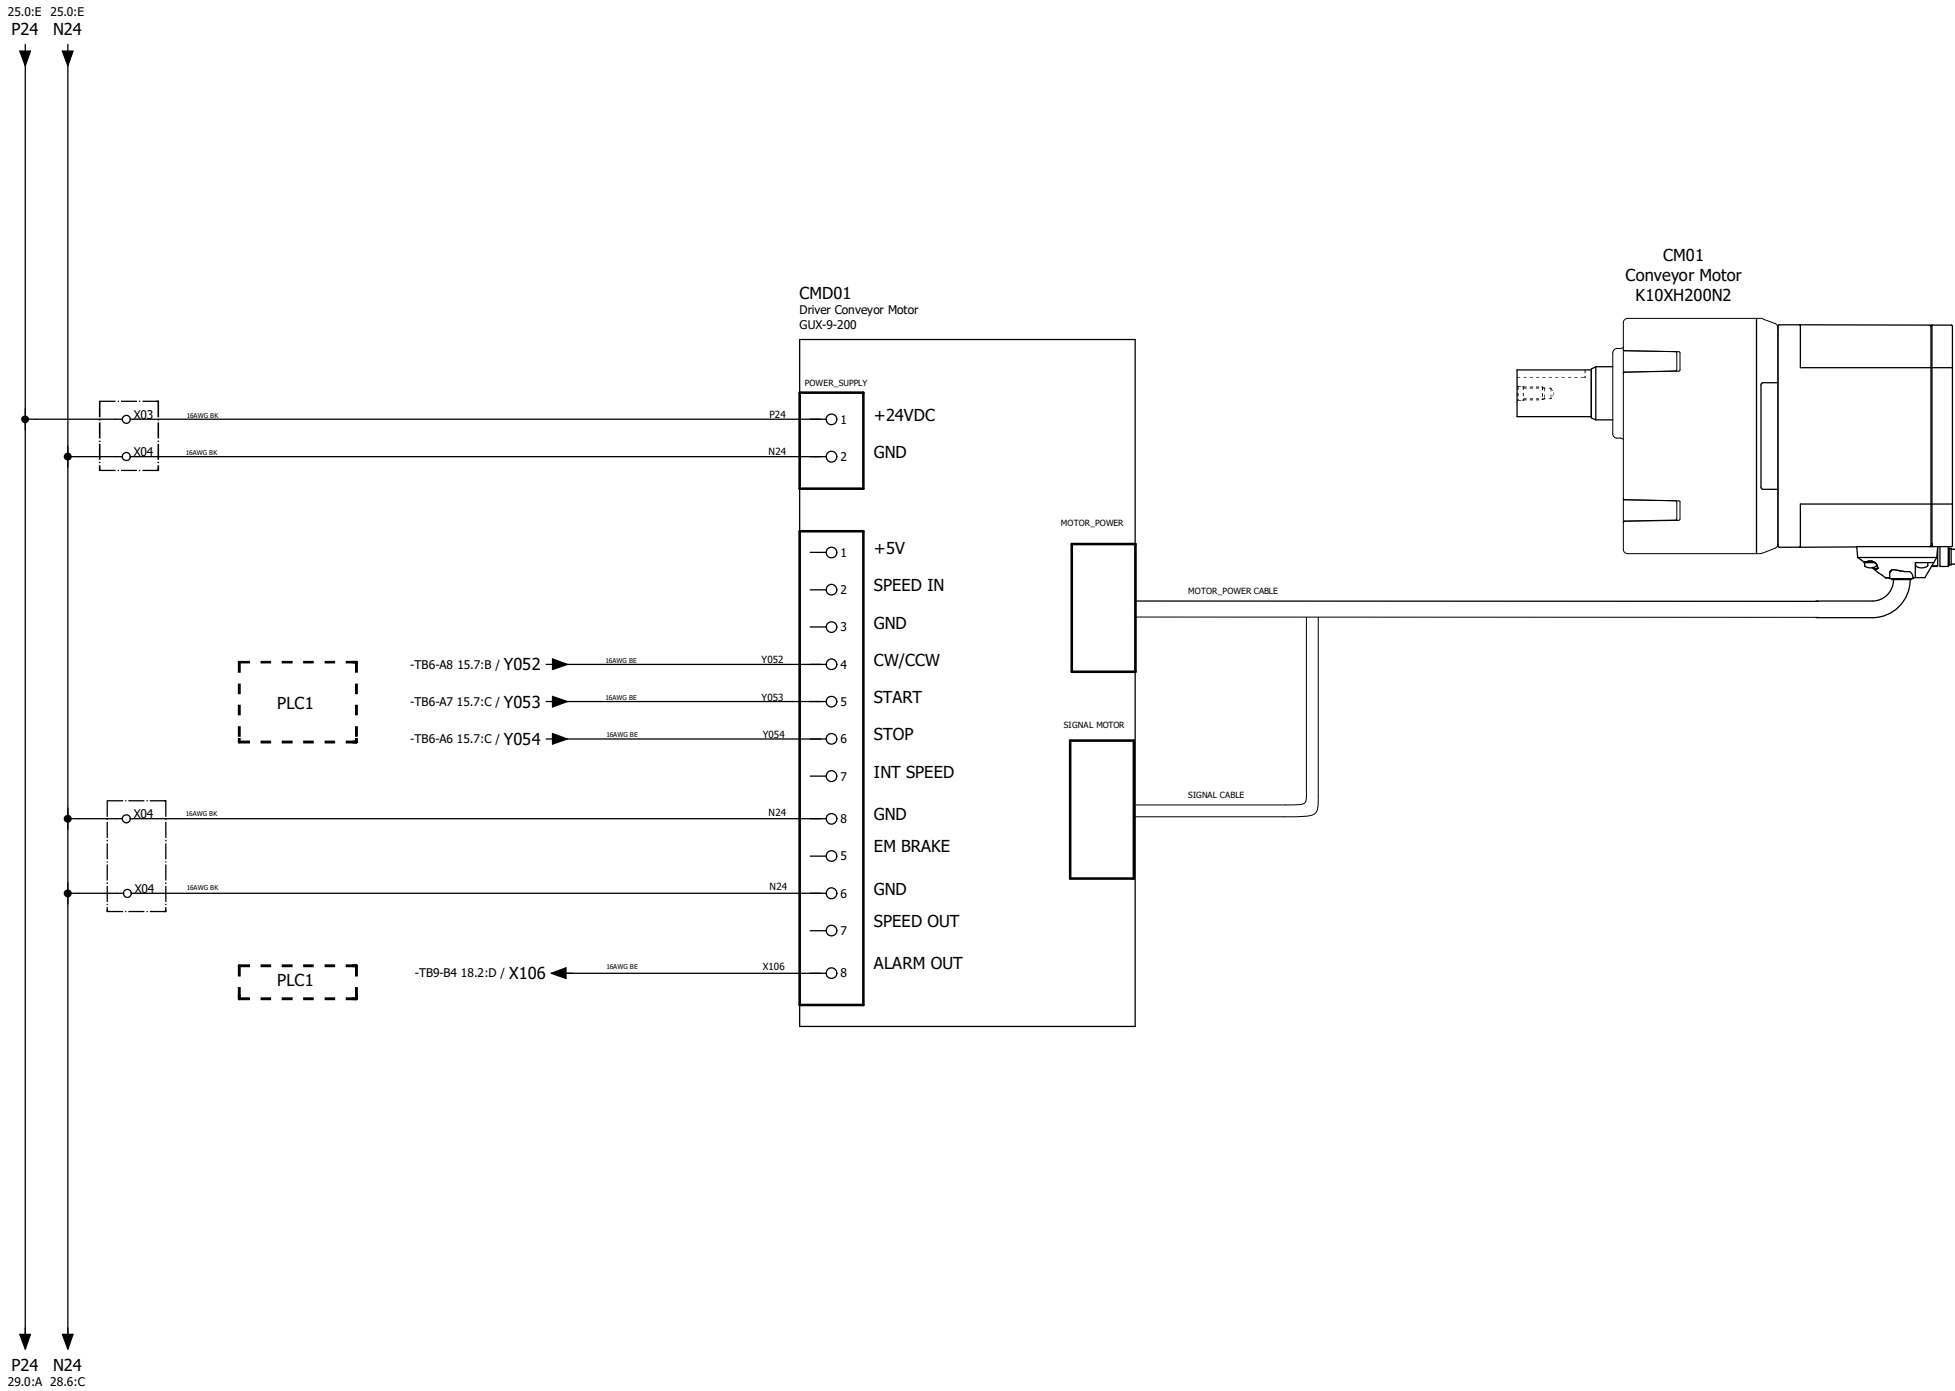 25.0:E 25.0:E
P24 N24
CM01
Conveyor Motor
K10XH200N2
CMD01
Driver Conveyor Motor
GUX-9-200
POWER_SUPPLY
X03 16AWG BK P24 1 +24VDC
X04 16AWG BK N24 2 GND
MOTOR_POWER
1 +5V
2 SPEED IN
MOTOR_POWER CABLE
3 GND
-TB6-A8 15.7:B / Y052 16AWG BE Y052 4 CW/CCW
PLC1
-TB6-A7 15.7:C / Y053 16AWG BE Y053 5 START
SIGNAL MOTOR
-TB6-A6 15.7:C / Y054 16AWG BE Y054 6 STOP
7 INT SPEED
SIGNAL CABLE
X04 16AWG BK N24 8 GND
5 EM BRAKE
X04 16AWG BK N24 6 GND
7 SPEED OUT
PLC1
-TB9-B4 18.2:D / X106 16AWG BE X106 8 ALARM OUT
P24 N24
29.0:A 28.6:C